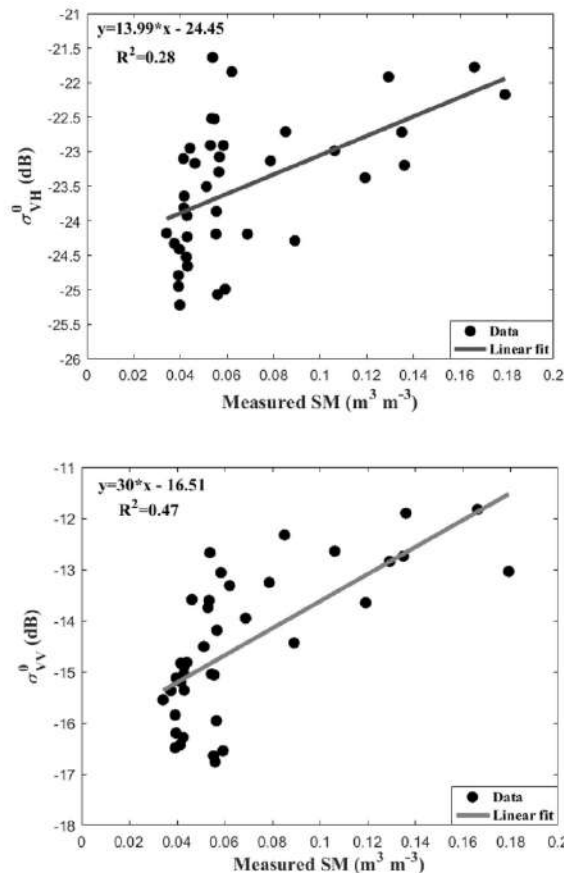 y=13.99*x - 24.45
R²=0.28
-21
-21.5
-22
-22.5
-23
-23.5
-24
-24.5
-25
-25.5
-26
σ⁰VH (dB)
Data
Linear fit
0 0.02 0.04 0.06 0.08 0.1 0.12 0.14 0.16 0.18 0.2
Measured SM (m³ m⁻³)
y=30*x - 16.51
R²=0.47
-11
-12
-13
-14
-15
-16
-17
-18
σ⁰VV (dB)
Data
Linear fit
0 0.02 0.04 0.06 0.08 0.1 0.12 0.14 0.16 0.18 0.2
Measured SM (m³ m⁻³)